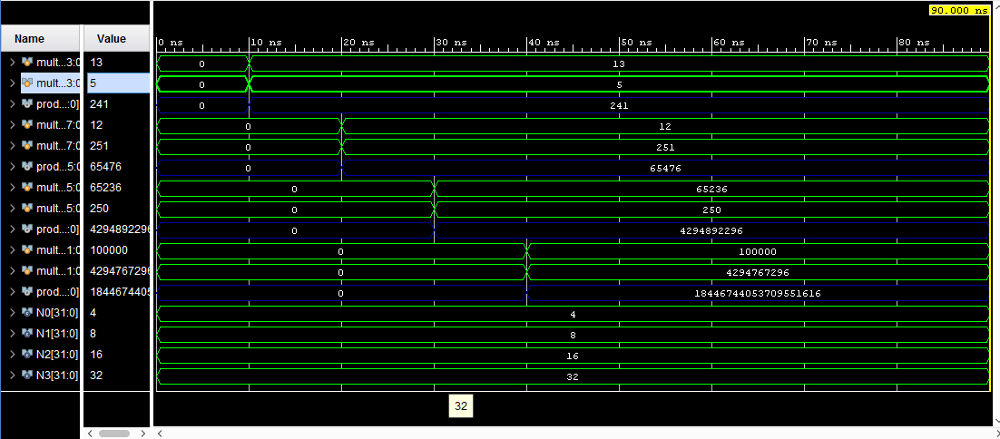 90.000 ns
Name Value
0 ns 10 ns 20 ns 30 ns 40 ns 50 ns 60 ns 70 ns 80 ns
mult...3:0 13 0 13
mult...3:0 5 0 5
prod...:0] 241 0 241
mult...7:0 12 0 12
mult...7:0 251 0 251
prod...5:0 65476 0 65476
mult...5:0 65236 0 65236
mult...5:0 250 0 250
prod...:0] 4294892296 0 4294892296
mult...1:0 100000 0 100000
mult...1:0 4294767296 0 4294767296
prod...:0] 1844674405 0 18446744053709551616
N0[31:0] 4 4
N1[31:0] 8 8
N2[31:0] 16 16
N3[31:0] 32 32
32